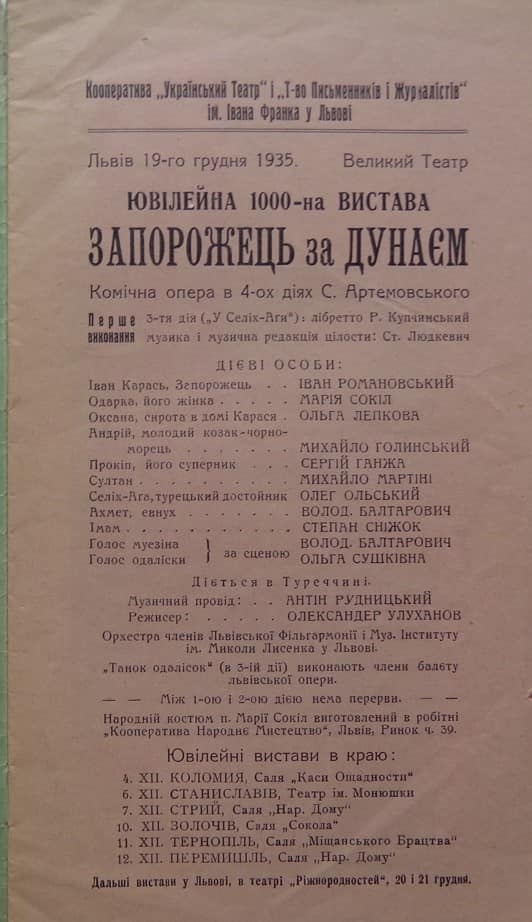 Кооператива „Український Театр“ і „Т-во Письменників і Журналістів“
ім. Івана Франка у Львові
Львів 19-го грудня 1935. Великий Театр
ЮВІЛЕЙНА 1000-на ВИСТАВА
ЗАПОРОЖЕЦЬ за ДУНАЄМ
Комічна опера в 4-ох діях С. Артемовського
Перше виконання
3-тя дія („У Селіх-Аґи“): лібретто Р. Купчинський
музика і музична редакція цілости: Ст. Людкевич
ДІЄВІ ОСОБИ:
Іван Карась, Запорожець . . ІВАН РОМАНОВСЬКИЙ
Одарка, його жінка . . . . . МАРІЯ СОКІЛ
Оксана, сирота в домі Карася . ОЛЬГА ЛЕПКОВА
Андрій, молодий козак-чорно-
морець . . . . . . . МИХАЙЛО ГОЛИНСЬКИЙ
Прокіп, його суперник . . . СЕРГІЙ ГАНЖА
Султан . . . . . . . . . . МИХАЙЛО МАРТІНІ
Селіх-Аґа, турецький достойник ОЛЕГ ОЛЬСЬКИЙ
Ахмет, евнух . . . . . . . ВОЛОД. БАЛТАРОВИЧ
Імам . . . . . . . . . . . СТЕПАН СНІЖОК
Голос муезіна } за сценою ВОЛОД. БАЛТАРОВИЧ
Голос одаліски } ОЛЬГА СУШКІВНА
Діється в Туреччині.
Музичний провід: . . АНТІН РУДНИЦЬКИЙ
Режисер: . . . . . ОЛЕКСАНДЕР УЛУХАНОВ
Орхестра членів Львівської Фільгармонії і Муз. Інституту
ім. Миколи Лисенка у Львові.
„Танок одалісок“ (в 3-ій дії) виконають члени балету
львівської опери.
— — Між 1-ою і 2-ою дією нема перерви. — —
Народній костюм п. Марії Сокіл виготовлений в робітні
„Кооператива Народнє Мистецтво“, Львів, Ринок ч. 39.
Ювілейні вистави в краю:
4. XII. КОЛОМИЯ, Саля „Каси Ощадности“
6. XII. СТАНИСЛАВІВ, Театр ім. Монюшки
7. XII. СТРИЙ, Саля „Нар. Дому“
10. XII. ЗОЛОЧІВ, Саля „Сокола“
11. XII. ТЕРНОПІЛЬ, Саля „Міщанського Брацтва“
12. XII. ПЕРЕМИШЛЬ, Саля „Нар. Дому“
Дальші вистави у Львові, в театрі „Ріжнородностей“, 20 і 21 грудня.